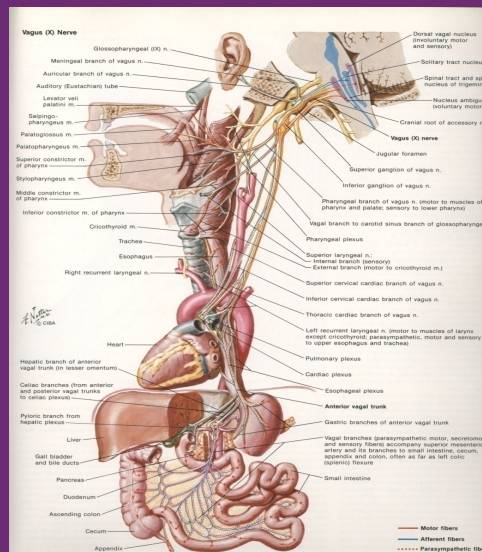 Vagus (X) Nerve
Glossopharyngeal (IX) n.
Meningeal branch of vagus n.
Auricular branch of vagus n.
Auditory (Eustachian) tube
Levator veli
palatini m.
Salpingo-
pharyngeus m.
Palatoglossus m.
Palatopharyngeus m.
Superior constrictor m.
of pharynx
Stylopharyngeus m.
Middle constrictor m.
of pharynx
Inferior constrictor m. of pharynx
Cricothyroid m.
Trachea
Esophagus
Right recurrent laryngeal n.
© CIBA
Heart
Hepatic branch of anterior
vagal trunk (in lesser omentum)
Celiac branches (from anterior
and posterior vagal trunks
to celiac plexus)
Pyloric branch from
hepatic plexus
Liver
Gall bladder
and bile ducts
Pancreas
Duodenum
Ascending colon
Cecum
Appendix
Dorsal vagal nucleus
(involuntary motor
and sensory)
Solitary tract nucleu
Spinal tract and sp
nucleus of trigemin
Nucleus ambigu
(voluntary motor
Cranial root of accessory n
Vagus (X) nerve
Jugular foramen
Superior ganglion of vagus n.
Inferior ganglion of vagus n.
Pharyngeal branch of vagus n. (motor to muscles of
pharynx and palate; sensory to lower pharynx)
Vagal branch to carotid sinus branch of glossopharynge
Pharyngeal plexus
Superior laryngeal n.:
Internal branch (sensory)
External branch (motor to cricothyroid m.)
Superior cervical cardiac branch of vagus n.
Inferior cervical cardiac branch of vagus n.
Thoracic cardiac branch of vagus n.
Left recurrent laryngeal n. (motor to muscles of larynx
except cricothyroid; parasympathetic, motor and sensory
to upper esophagus and trachea)
Pulmonary plexus
Cardiac plexus
Esophageal plexus
Anterior vagal trunk
Gastric branches of anterior vagal trunk
Vagal branches (parasympathetic motor, secretomo
and sensory fibers) accompany superior mesenteri
artery and its branches to small intestine, cecum,
appendix and colon, often as far as left colic
(splenic) flexure
Small intestine
Motor fibers
Afferent fibers
Parasympathetic fib